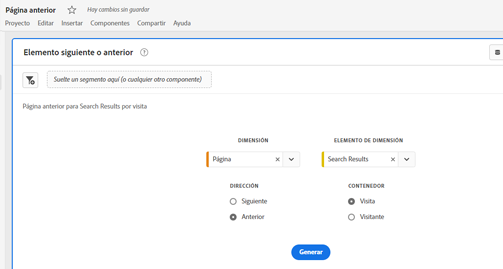 Página anterior Hay cambios sin guardar
Proyecto Editar Insertar Componentes Compartir Ayuda
Elemento siguiente o anterior ?
Suelte un segmento aquí (o cualquier otro componente)
Página anterior para Search Results por visita
DIMENSIÓN ELEMENTO DE DIMENSIÓN
Página Search Results
DIRECCIÓN CONTENEDOR
Siguiente Visita
Anterior Visitante
Generar